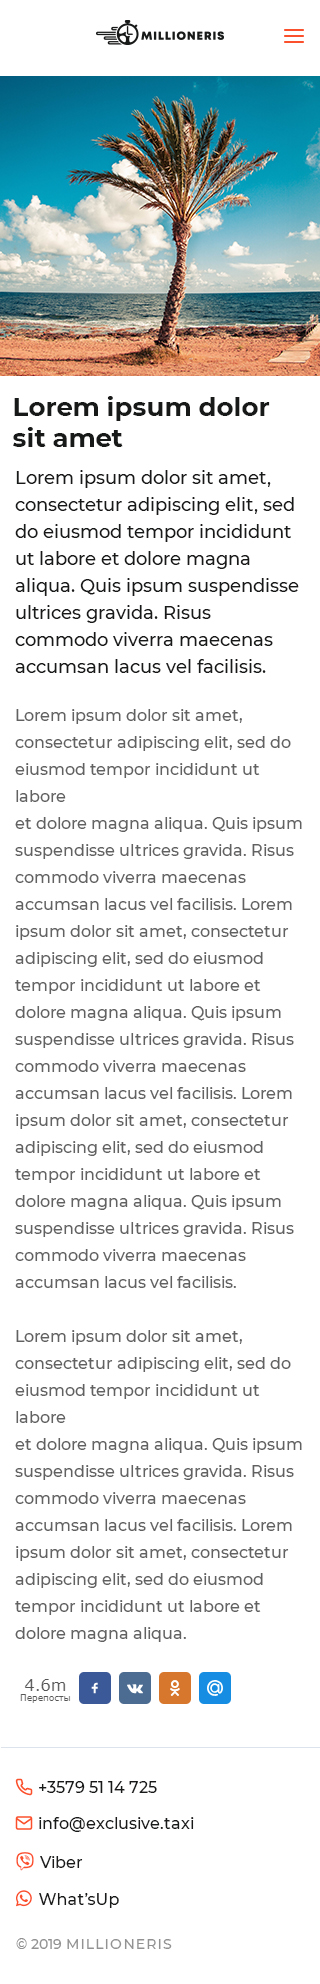 MILLIONERIS
Lorem ipsum dolor
sit amet
Lorem ipsum dolor sit amet,
consectetur adipiscing elit, sed
do eiusmod tempor incididunt
ut labore et dolore magna
aliqua. Quis ipsum suspendisse
ultrices gravida. Risus
commodo viverra maecenas
accumsan lacus vel facilisis.
Lorem ipsum dolor sit amet,
consectetur adipiscing elit, sed do
eiusmod tempor incididunt ut
labore
et dolore magna aliqua. Quis ipsum
suspendisse ultrices gravida. Risus
commodo viverra maecenas
accumsan lacus vel facilisis. Lorem
ipsum dolor sit amet, consectetur
adipiscing elit, sed do eiusmod
tempor incididunt ut labore et
dolore magna aliqua. Quis ipsum
suspendisse ultrices gravida. Risus
commodo viverra maecenas
accumsan lacus vel facilisis. Lorem
ipsum dolor sit amet, consectetur
adipiscing elit, sed do eiusmod
tempor incididunt ut labore et
dolore magna aliqua. Quis ipsum
suspendisse ultrices gravida. Risus
commodo viverra maecenas
accumsan lacus vel facilisis.
Lorem ipsum dolor sit amet,
consectetur adipiscing elit, sed do
eiusmod tempor incididunt ut
labore
et dolore magna aliqua. Quis ipsum
suspendisse ultrices gravida. Risus
commodo viverra maecenas
accumsan lacus vel facilisis. Lorem
ipsum dolor sit amet, consectetur
adipiscing elit, sed do eiusmod
tempor incididunt ut labore et
dolore magna aliqua.
4.6m
Перепосты
+3579 51 14 725
info@exclusive.taxi
Viber
What’sUp
© 2019 MILLIONERIS